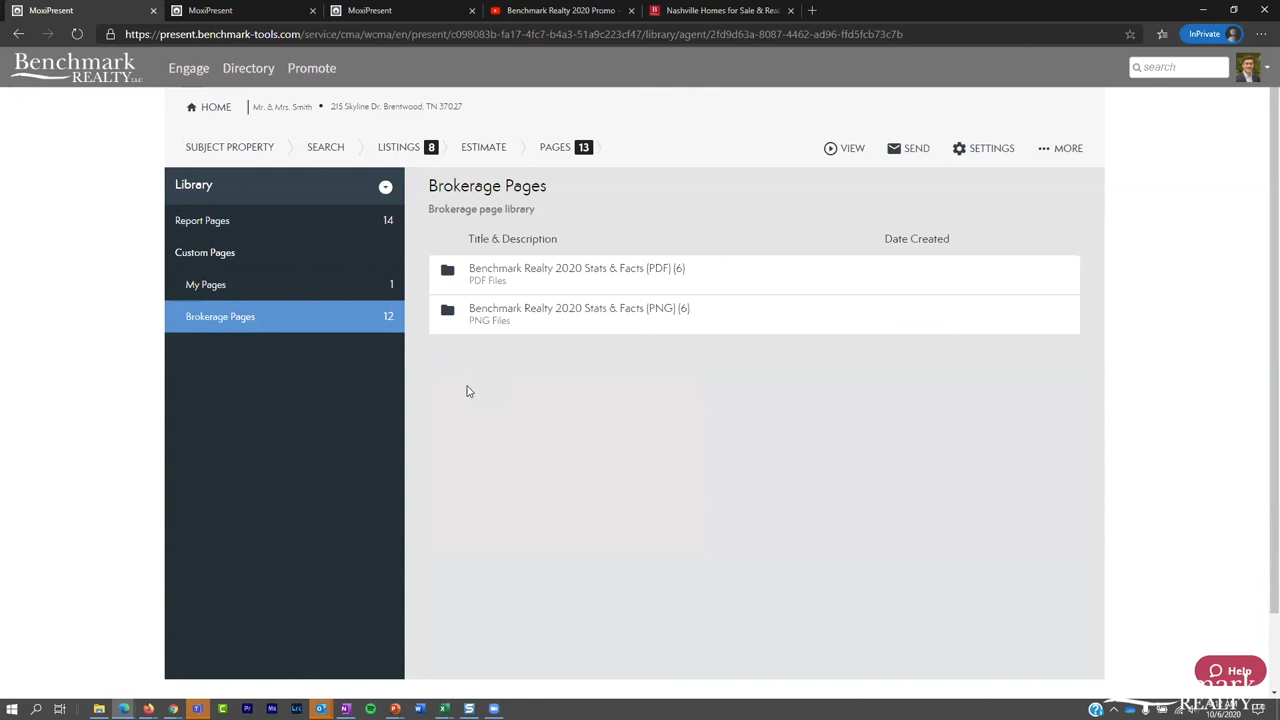 MoxiPresent
MoxiPresent
MoxiPresent
Benchmark Realty 2020 Promo -
Nashville Homes for Sale & Real
https://present.benchmark-tools.com/service/cma/wcma/en/present/c098083b-fa17-47c7-b4a3-51a9c223cf47/library/agent/2fd9d63a-8087-4462-ad96-ffd5fcb73c7b
InPrivate
Benchmark
REALTY, LLC
Engage
Directory
Promote
search
HOME
Mr. & Mrs. Smith • 215 Skyline Dr, Brentwood, TN 37027
SUBJECT PROPERTY
SEARCH
LISTINGS 8
ESTIMATE
PAGES 13
VIEW
SEND
SETTINGS
MORE
Library
Report Pages 14
Custom Pages
My Pages 1
Brokerage Pages 12
Brokerage Pages
Brokerage page library
Title & Description
Date Created
Benchmark Realty 2020 Stats & Facts (PDF) (6)
PDF Files
Benchmark Realty 2020 Stats & Facts (PNG) (6)
PNG Files
Help
REALTY
10/6/2020